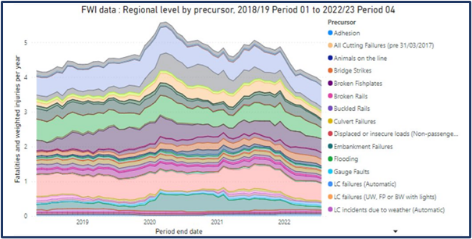 FWI data : Regional level by precursor, 2018/19 Period 01 to 2022/23 Period 04
Fatalities and weighted injuries per year
5
4
3
2
1
0
2019 2020 2021 2022
Period end date
Precursor
Adhesion
All Cutting Failures (pre 31/03/2017)
Animals on the line
Bridge Strikes
Broken Fishplates
Broken Rails
Buckled Rails
Culvert Failures
Displaced or insecure loads (Non-passenge...
Embankment Failures
Flooding
Gauge Faults
LC failures (Automatic)
LC failures (UW, FP or BW with lights)
LC incidents due to weather (Automatic)